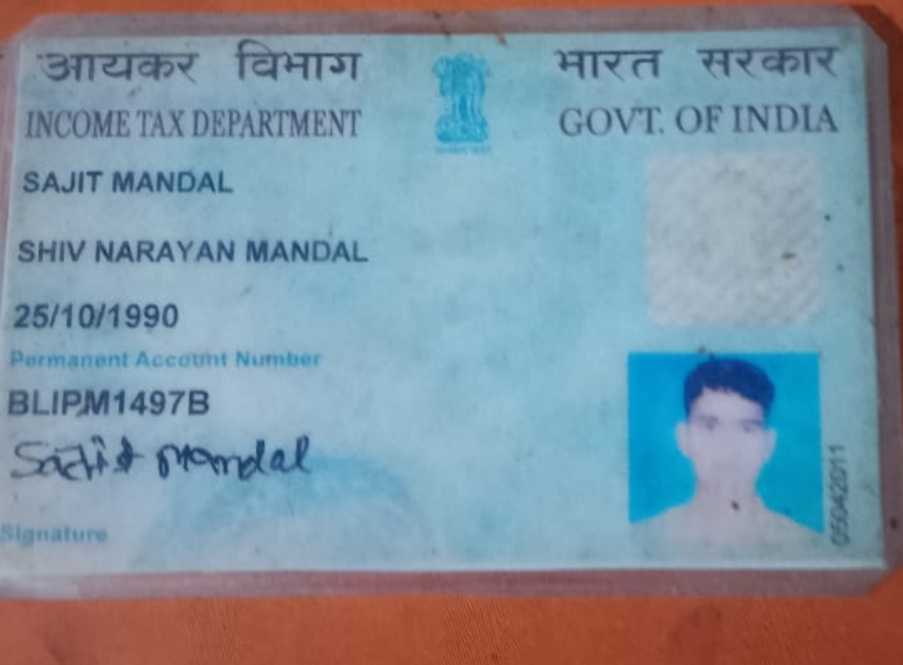 आयकर विभाग
भारत सरकार
INCOME TAX DEPARTMENT
GOVT. OF INDIA
SAJIT MANDAL
SHIV NARAYAN MANDAL
25/10/1990
Permanent Account Number
BLIPM1497B
Sajit Mandal
Signature
05042011